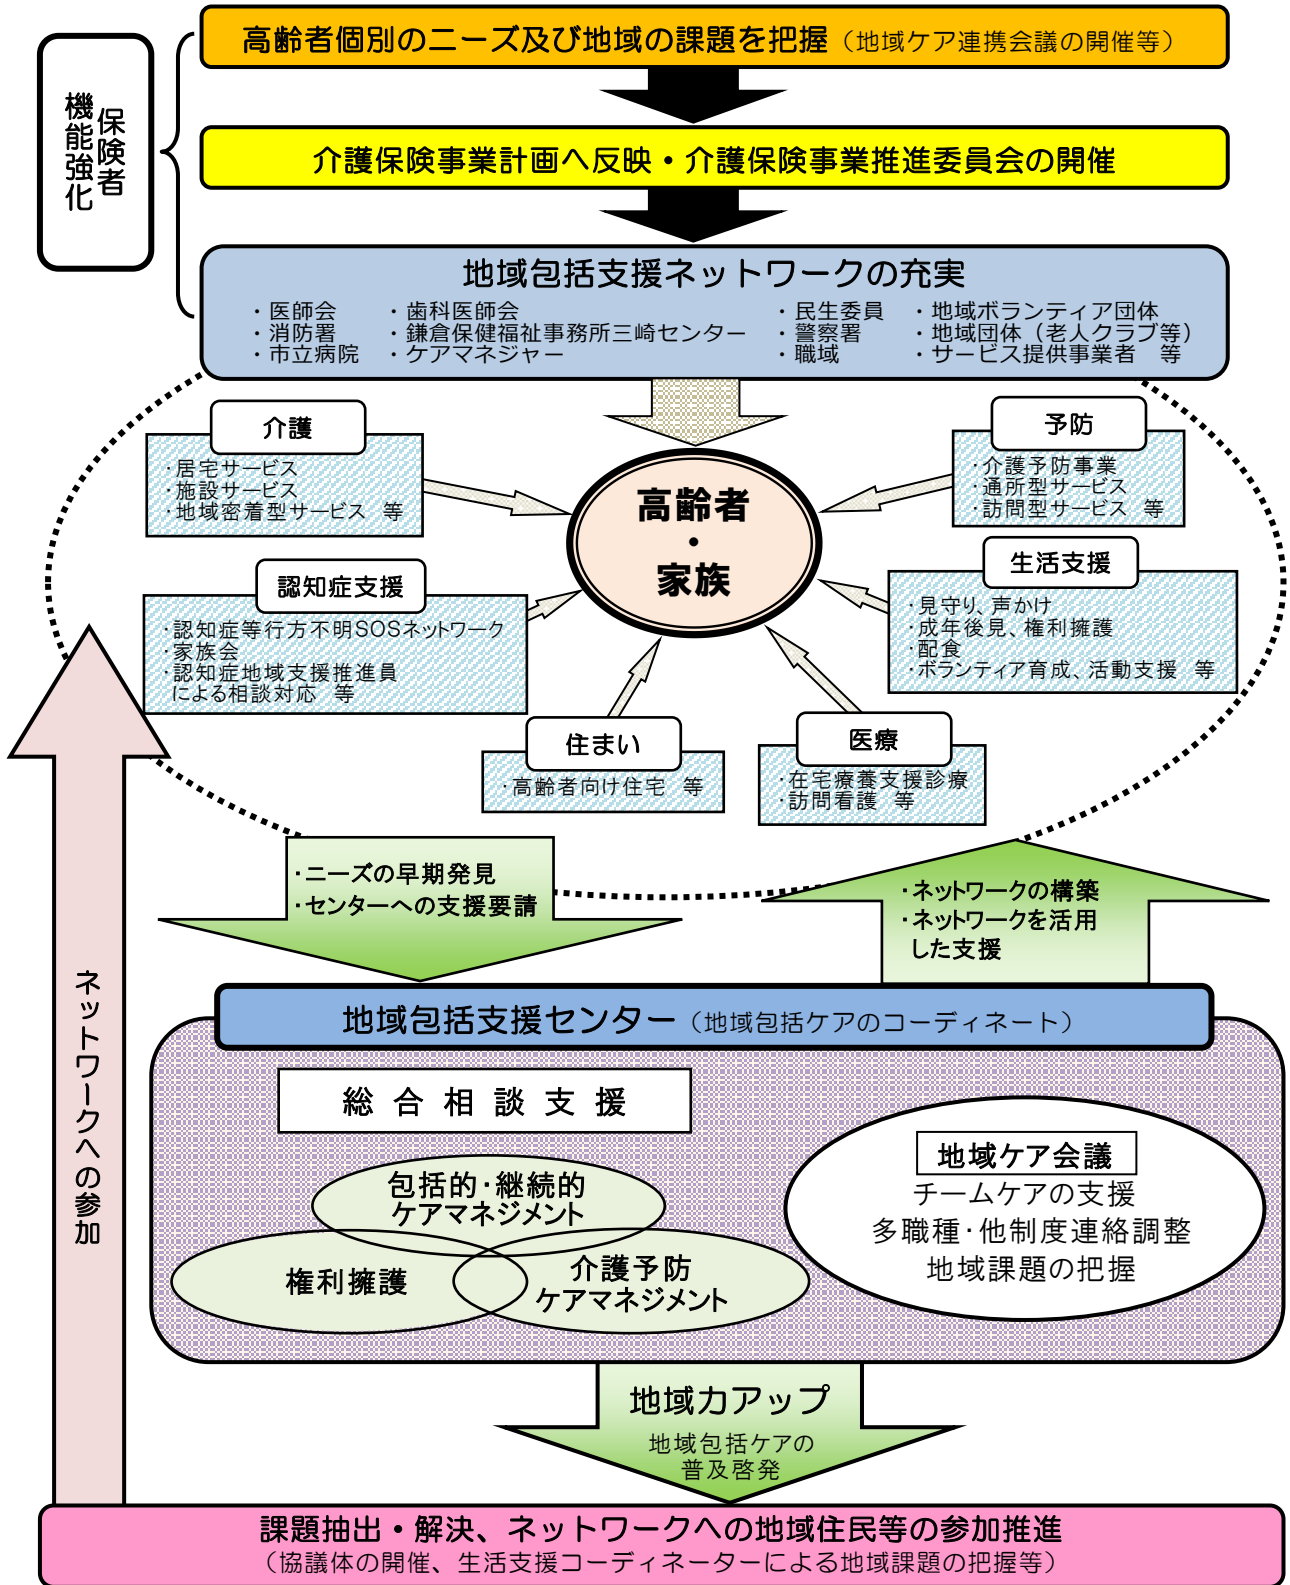 高齢者個別のニーズ及び地域の課題を把握（地域ケア連携会議の開催等）
保険者
機能強化
介護保険事業計画へ反映・介護保険事業推進委員会の開催
地域包括支援ネットワークの充実
・医師会 ・歯科医師会 ・民生委員 ・地域ボランティア団体
・消防署 ・鎌倉保健福祉事務所三崎センター ・警察署 ・地域団体（老人クラブ等）
・市立病院 ・ケアマネジャー ・職域 ・サービス提供事業者 等
介護
・居宅サービス
・施設サービス
・地域密着型サービス 等
予防
・介護予防事業
・通所型サービス
・訪問型サービス 等
高齢者
・
家族
認知症支援
・認知症等行方不明SOSネットワーク
・家族会
・認知症地域支援推進員
による相談対応 等
生活支援
・見守り、声かけ
・成年後見、権利擁護
・配食
・ボランティア育成、活動支援 等
住まい
・高齢者向け住宅 等
医療
・在宅療養支援診療
・訪問看護 等
・ニーズの早期発見
・センターへの支援要請
・ネットワークの構築
・ネットワークを活用
した支援
ネットワークへの参加
地域包括支援センター（地域包括ケアのコーディネート）
総合相談支援
包括的・継続的
ケアマネジメント
権利擁護
介護予防
ケアマネジメント
地域ケア会議
チームケアの支援
多職種・他制度連絡調整
地域課題の把握
地域力アップ
地域包括ケアの
普及啓発
課題抽出・解決、ネットワークへの地域住民等の参加推進
（協議体の開催、生活支援コーディネーターによる地域課題の把握等）